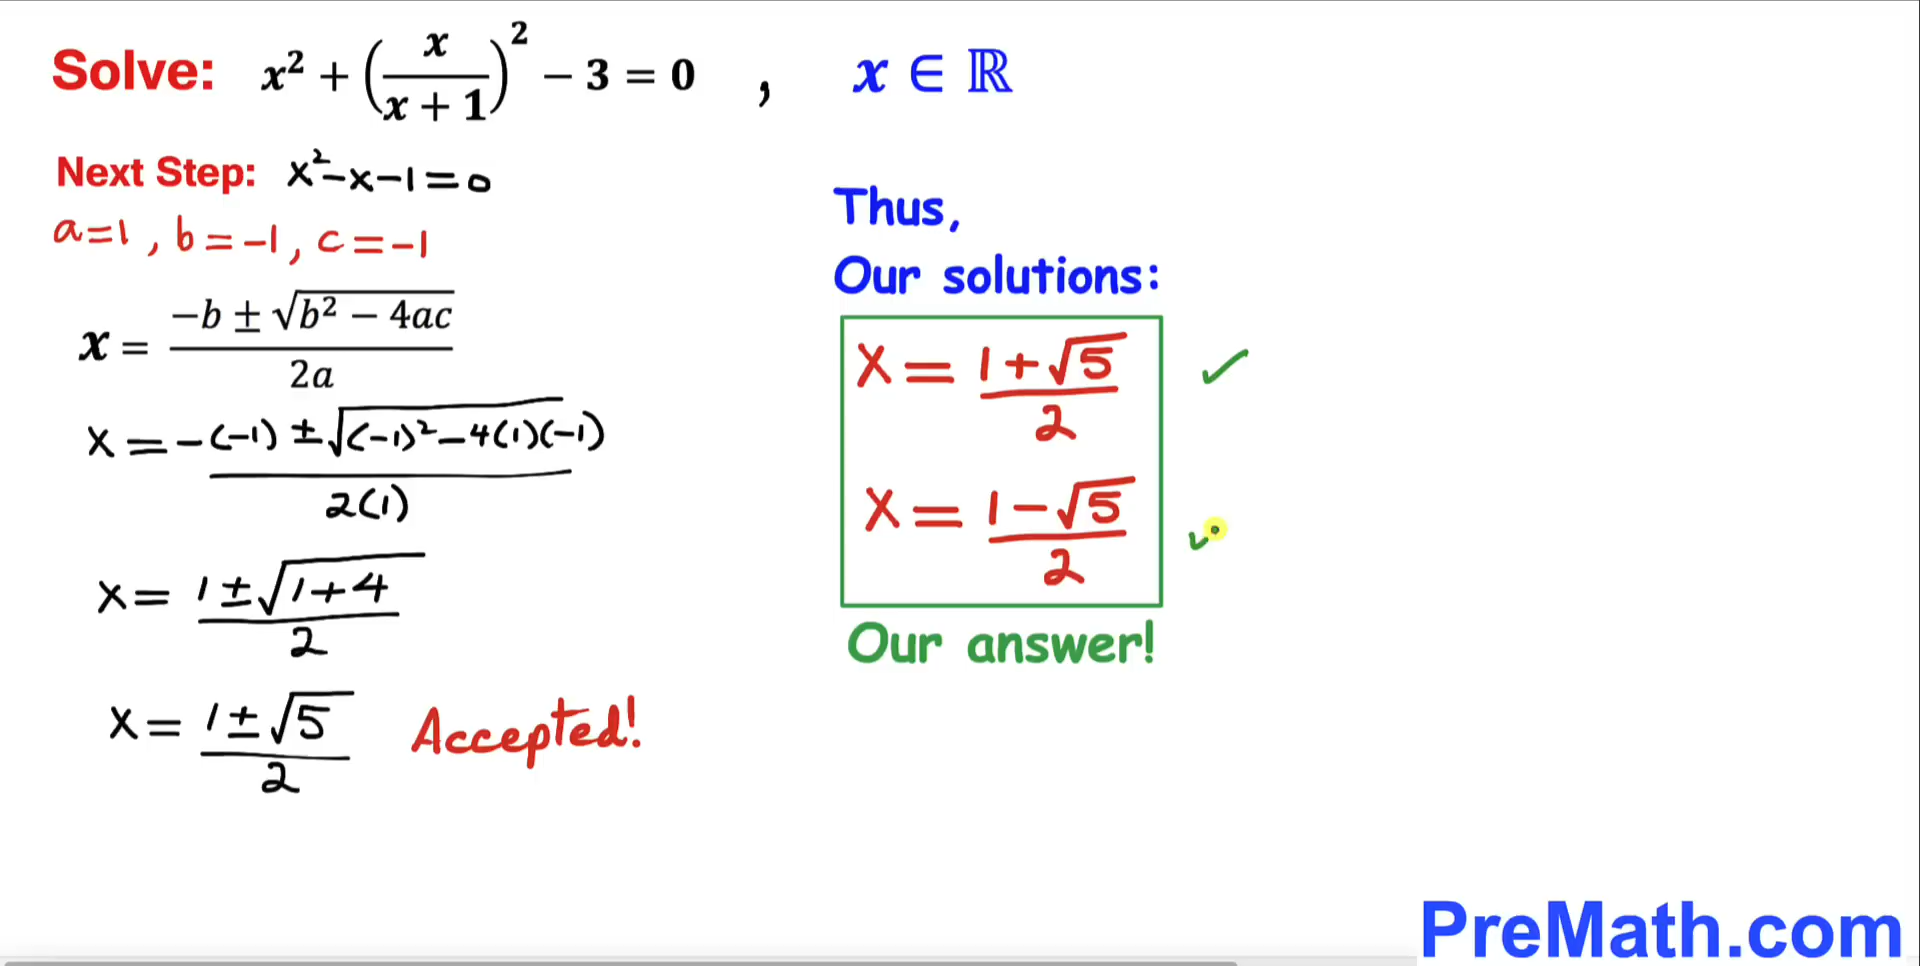 Solve: x² + (x/(x + 1))² − 3 = 0 , x ∈ ℝ
Next Step: x²−x−1=0
a=1, b=−1, c=−1
x = (−b ± √(b² − 4ac))/(2a)
x = (−(−1) ± √((−1)²−4(1)(−1)))/(2(1))
x = (1±√(1+4))/2
x = (1±√5)/2 Accepted!
Thus,
Our solutions:
x = (1+√5)/2 ✓
x = (1−√5)/2
Our answer!
PreMath.com